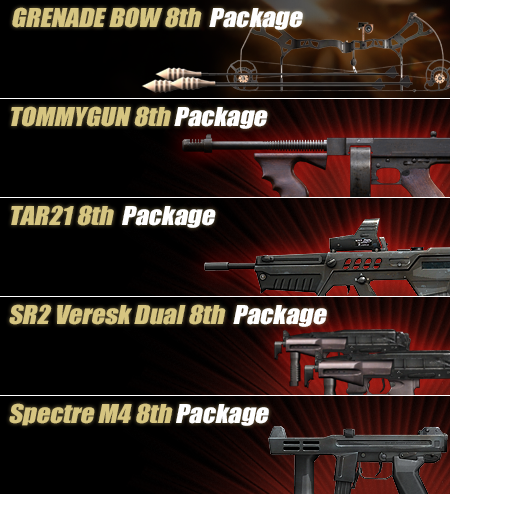 GRENADE BOW 8th Package
TOMMYGUN 8th Package
TAR21 8th Package
SR2 Veresk Dual 8th Package
Spectre M4 8th Package